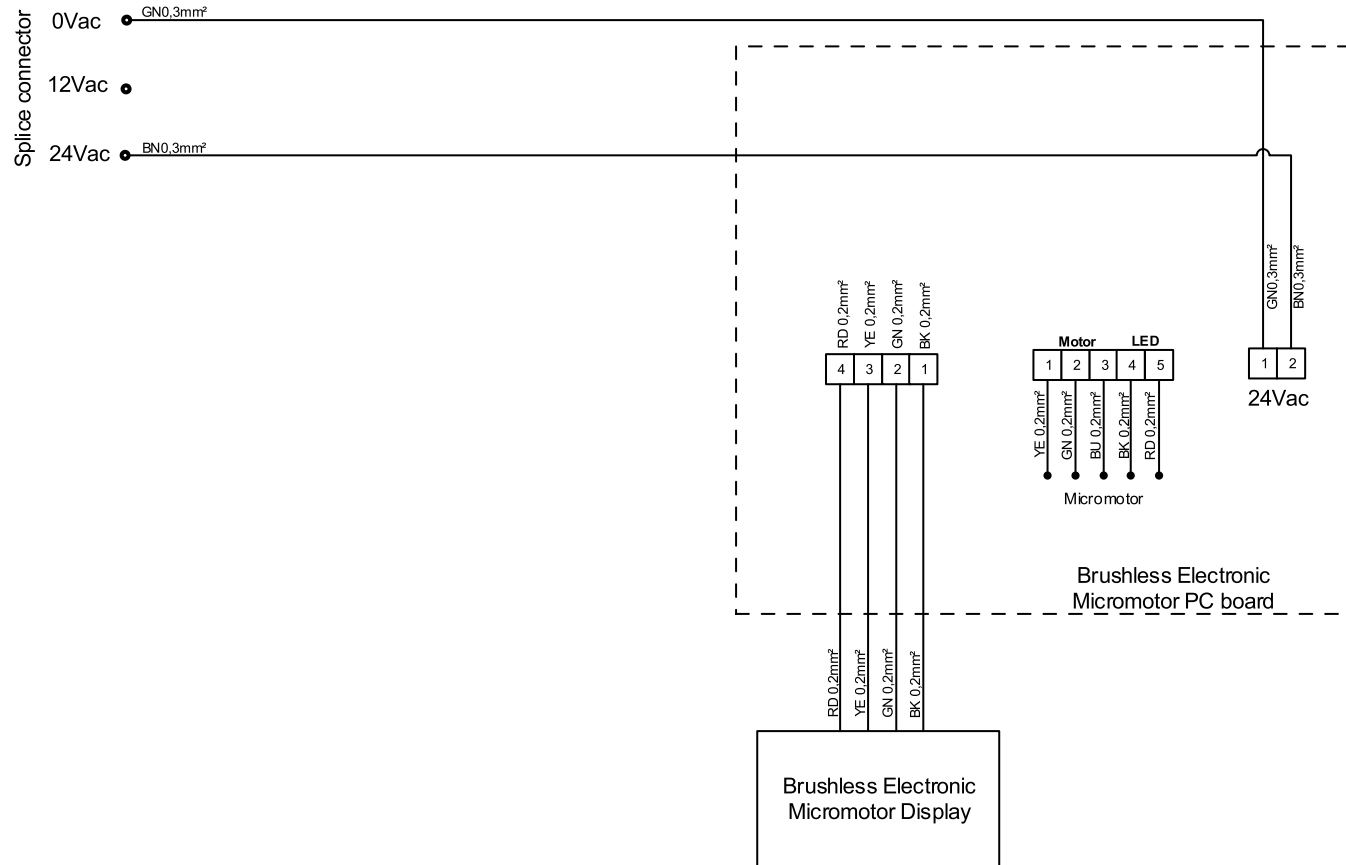 Splice connector
0Vac
GN0,3mm²
12Vac
24Vac
BN0,3mm²
GN0,3mm²
BN0,3mm²
RD 0,2mm²
YE 0,2mm²
GN 0,2mm²
BK 0,2mm²
4 3 2 1
Motor LED
1 2 3 4 5
YE 0,2mm²
GN 0,2mm²
BU 0,2mm²
BK 0,2mm²
RD 0,2mm²
Micromotor
1 2
24Vac
Brushless Electronic
Micromotor PC board
RD 0,2mm²
YE 0,2mm²
GN 0,2mm²
BK 0,2mm²
Brushless Electronic
Micromotor Display